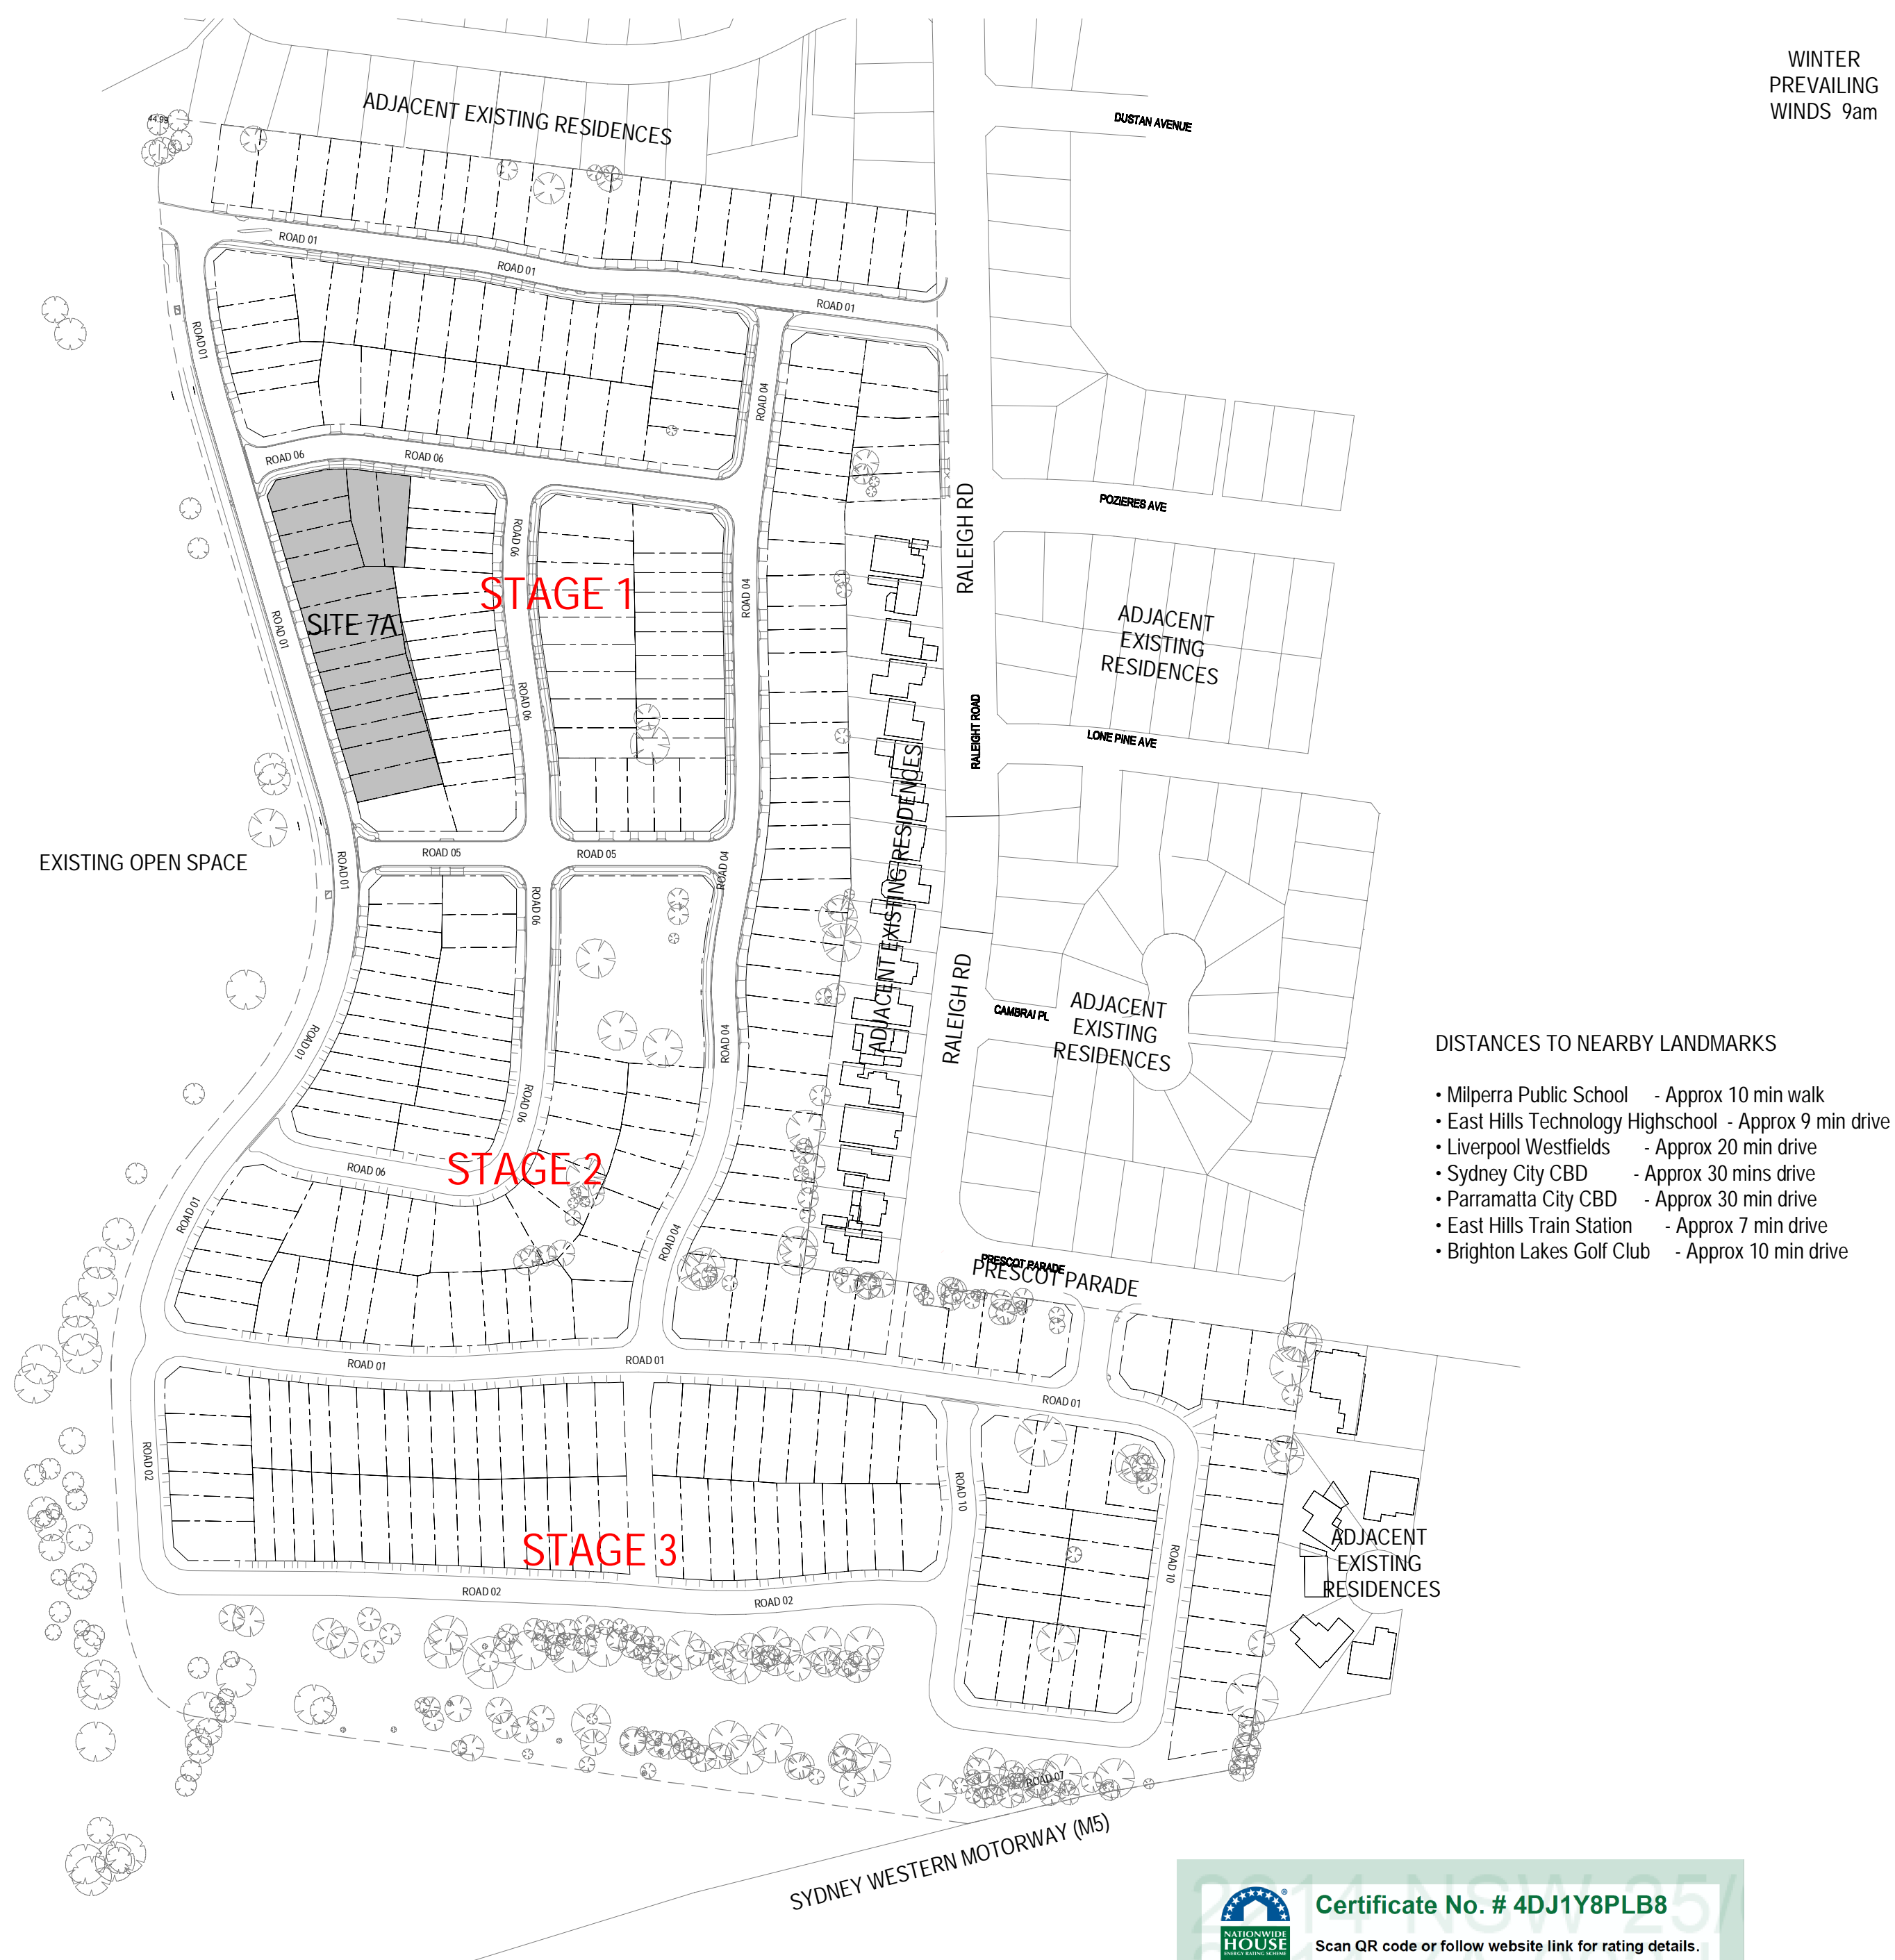 WINTER
PREVAILING
WINDS 9am
ADJACENT EXISTING RESIDENCES
44.99
DUSTAN AVENUE
ROAD 01
ROAD 01
ROAD 01
ROAD 01
ROAD 04
ROAD 06
ROAD 06
POZIERES AVE
RALEIGH RD
ROAD 06
STAGE 1
ROAD 04
SITE 7A
ROAD 01
ADJACENT
EXISTING
RESIDENCES
ROAD 06
RALEIGHT ROAD
LONE PINE AVE
ADJACENT EXISTING RESIDENCES
EXISTING OPEN SPACE
ROAD 01
ROAD 05
ROAD 05
ROAD 04
ROAD 06
RALEIGH RD
CAMBRAI PL
ADJACENT
EXISTING
RESIDENCES
ROAD 01
ROAD 04
ROAD 06
DISTANCES TO NEARBY LANDMARKS
• Milperra Public School - Approx 10 min walk
• East Hills Technology Highschool - Approx 9 min drive
• Liverpool Westfields - Approx 20 min drive
• Sydney City CBD - Approx 30 mins drive
• Parramatta City CBD - Approx 30 min drive
• East Hills Train Station - Approx 7 min drive
• Brighton Lakes Golf Club - Approx 10 min drive
ROAD 06
STAGE 2
ROAD 01
ROAD 04
PRESCOT PARADE
PRESCOT PARADE
ROAD 01
ROAD 01
ROAD 01
ROAD 02
ROAD 10
STAGE 3
ROAD 10
ADJACENT
EXISTING
RESIDENCES
ROAD 02
ROAD 02
ROAD 07
SYDNEY WESTERN MOTORWAY (M5)
NATIONWIDE
HOUSE
ENERGY RATING SCHEME
®
Certificate No. # 4DJ1Y8PLB8
Scan QR code or follow website link for rating details.